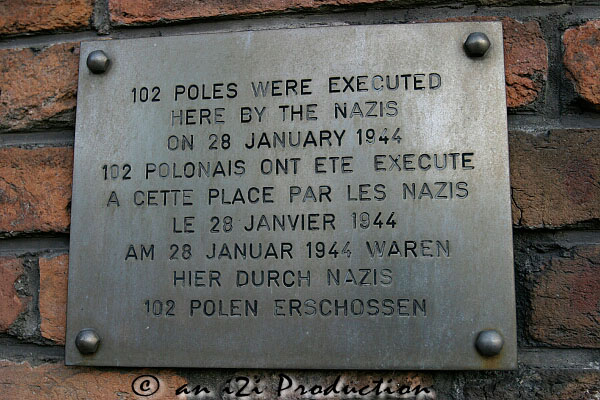 102 POLES WERE EXECUTED
HERE BY THE NAZIS
ON 28 JANUARY 1944
102 POLONAIS ONT ETE EXECUTE
A CETTE PLACE PAR LES NAZIS
LE 28 JANVIER 1944
AM 28 JANUAR 1944 WAREN
HIER DURCH NAZIS
102 POLEN ERSCHOSSEN
© an i2i Production